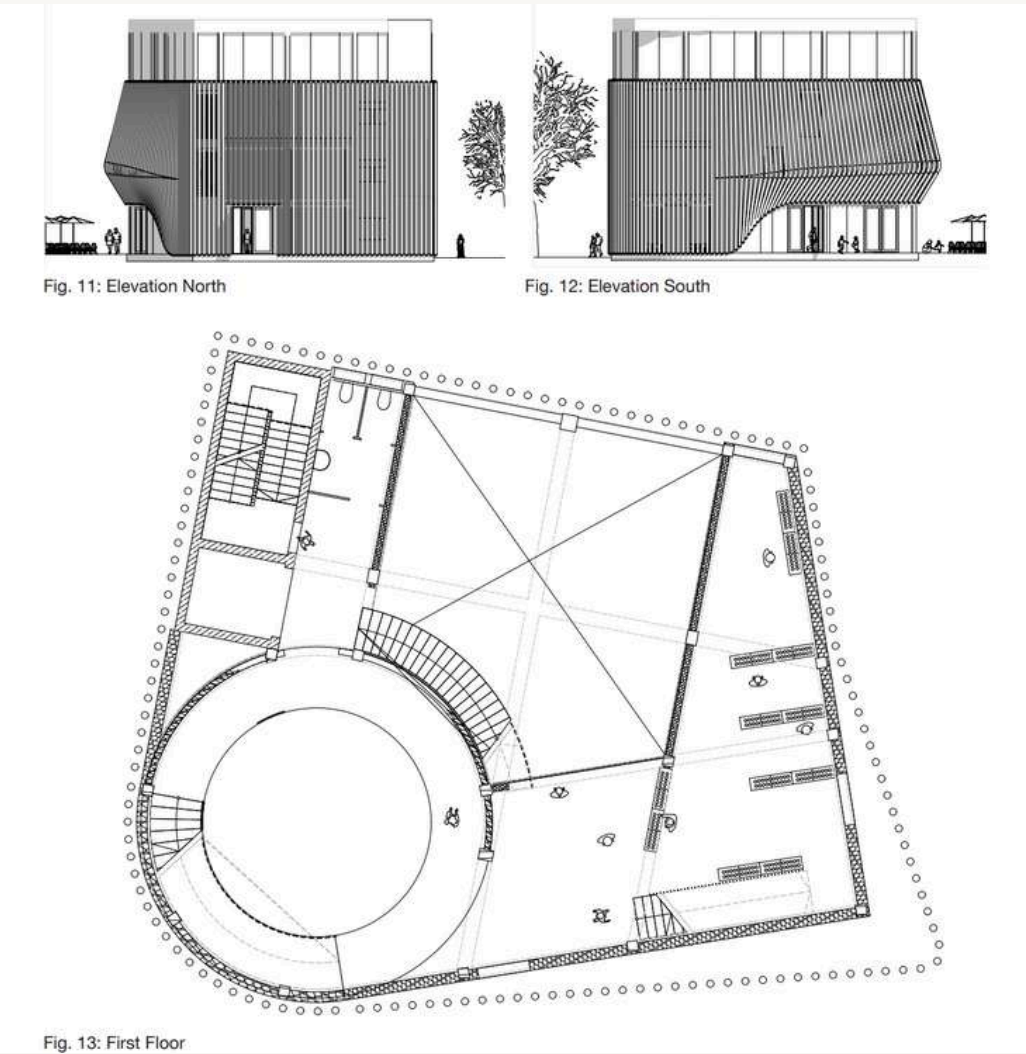 Fig. 11: Elevation North
Fig. 12: Elevation South
Fig. 13: First Floor